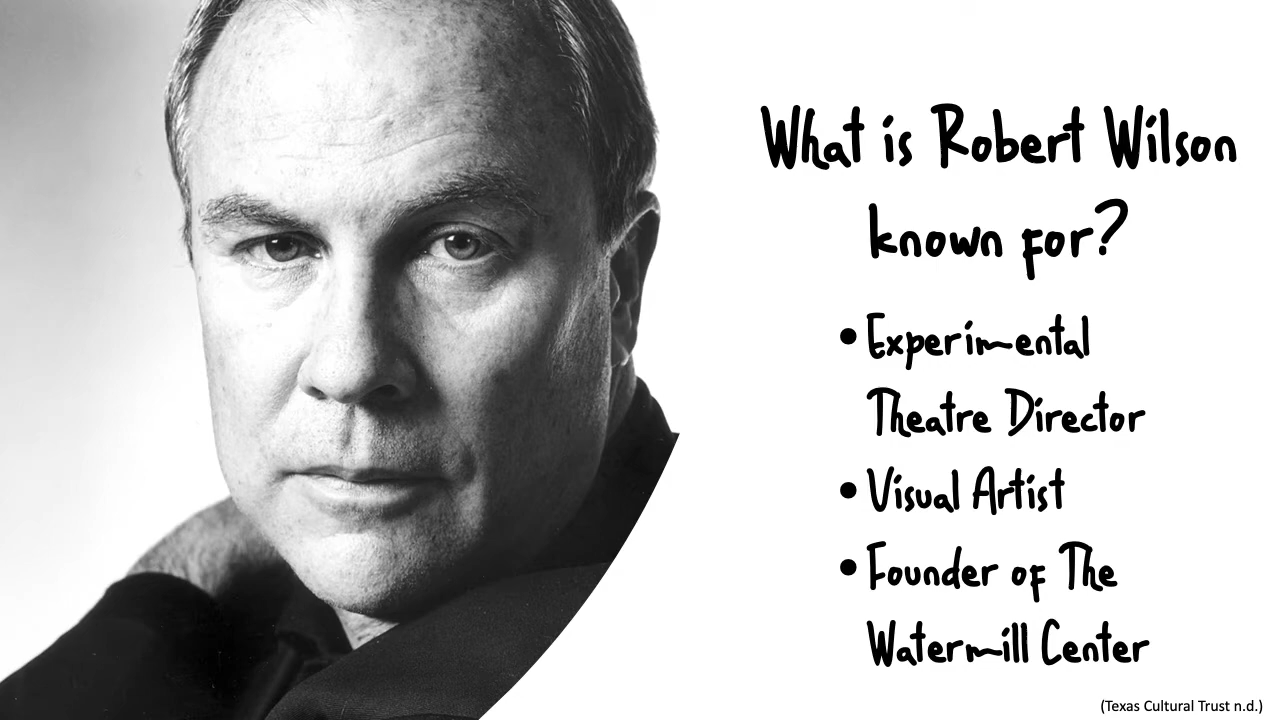 What is Robert Wilson
known for?
• Experimental
Theatre Director
• Visual Artist
• Founder of The
Watermill Center
(Texas Cultural Trust n.d.)